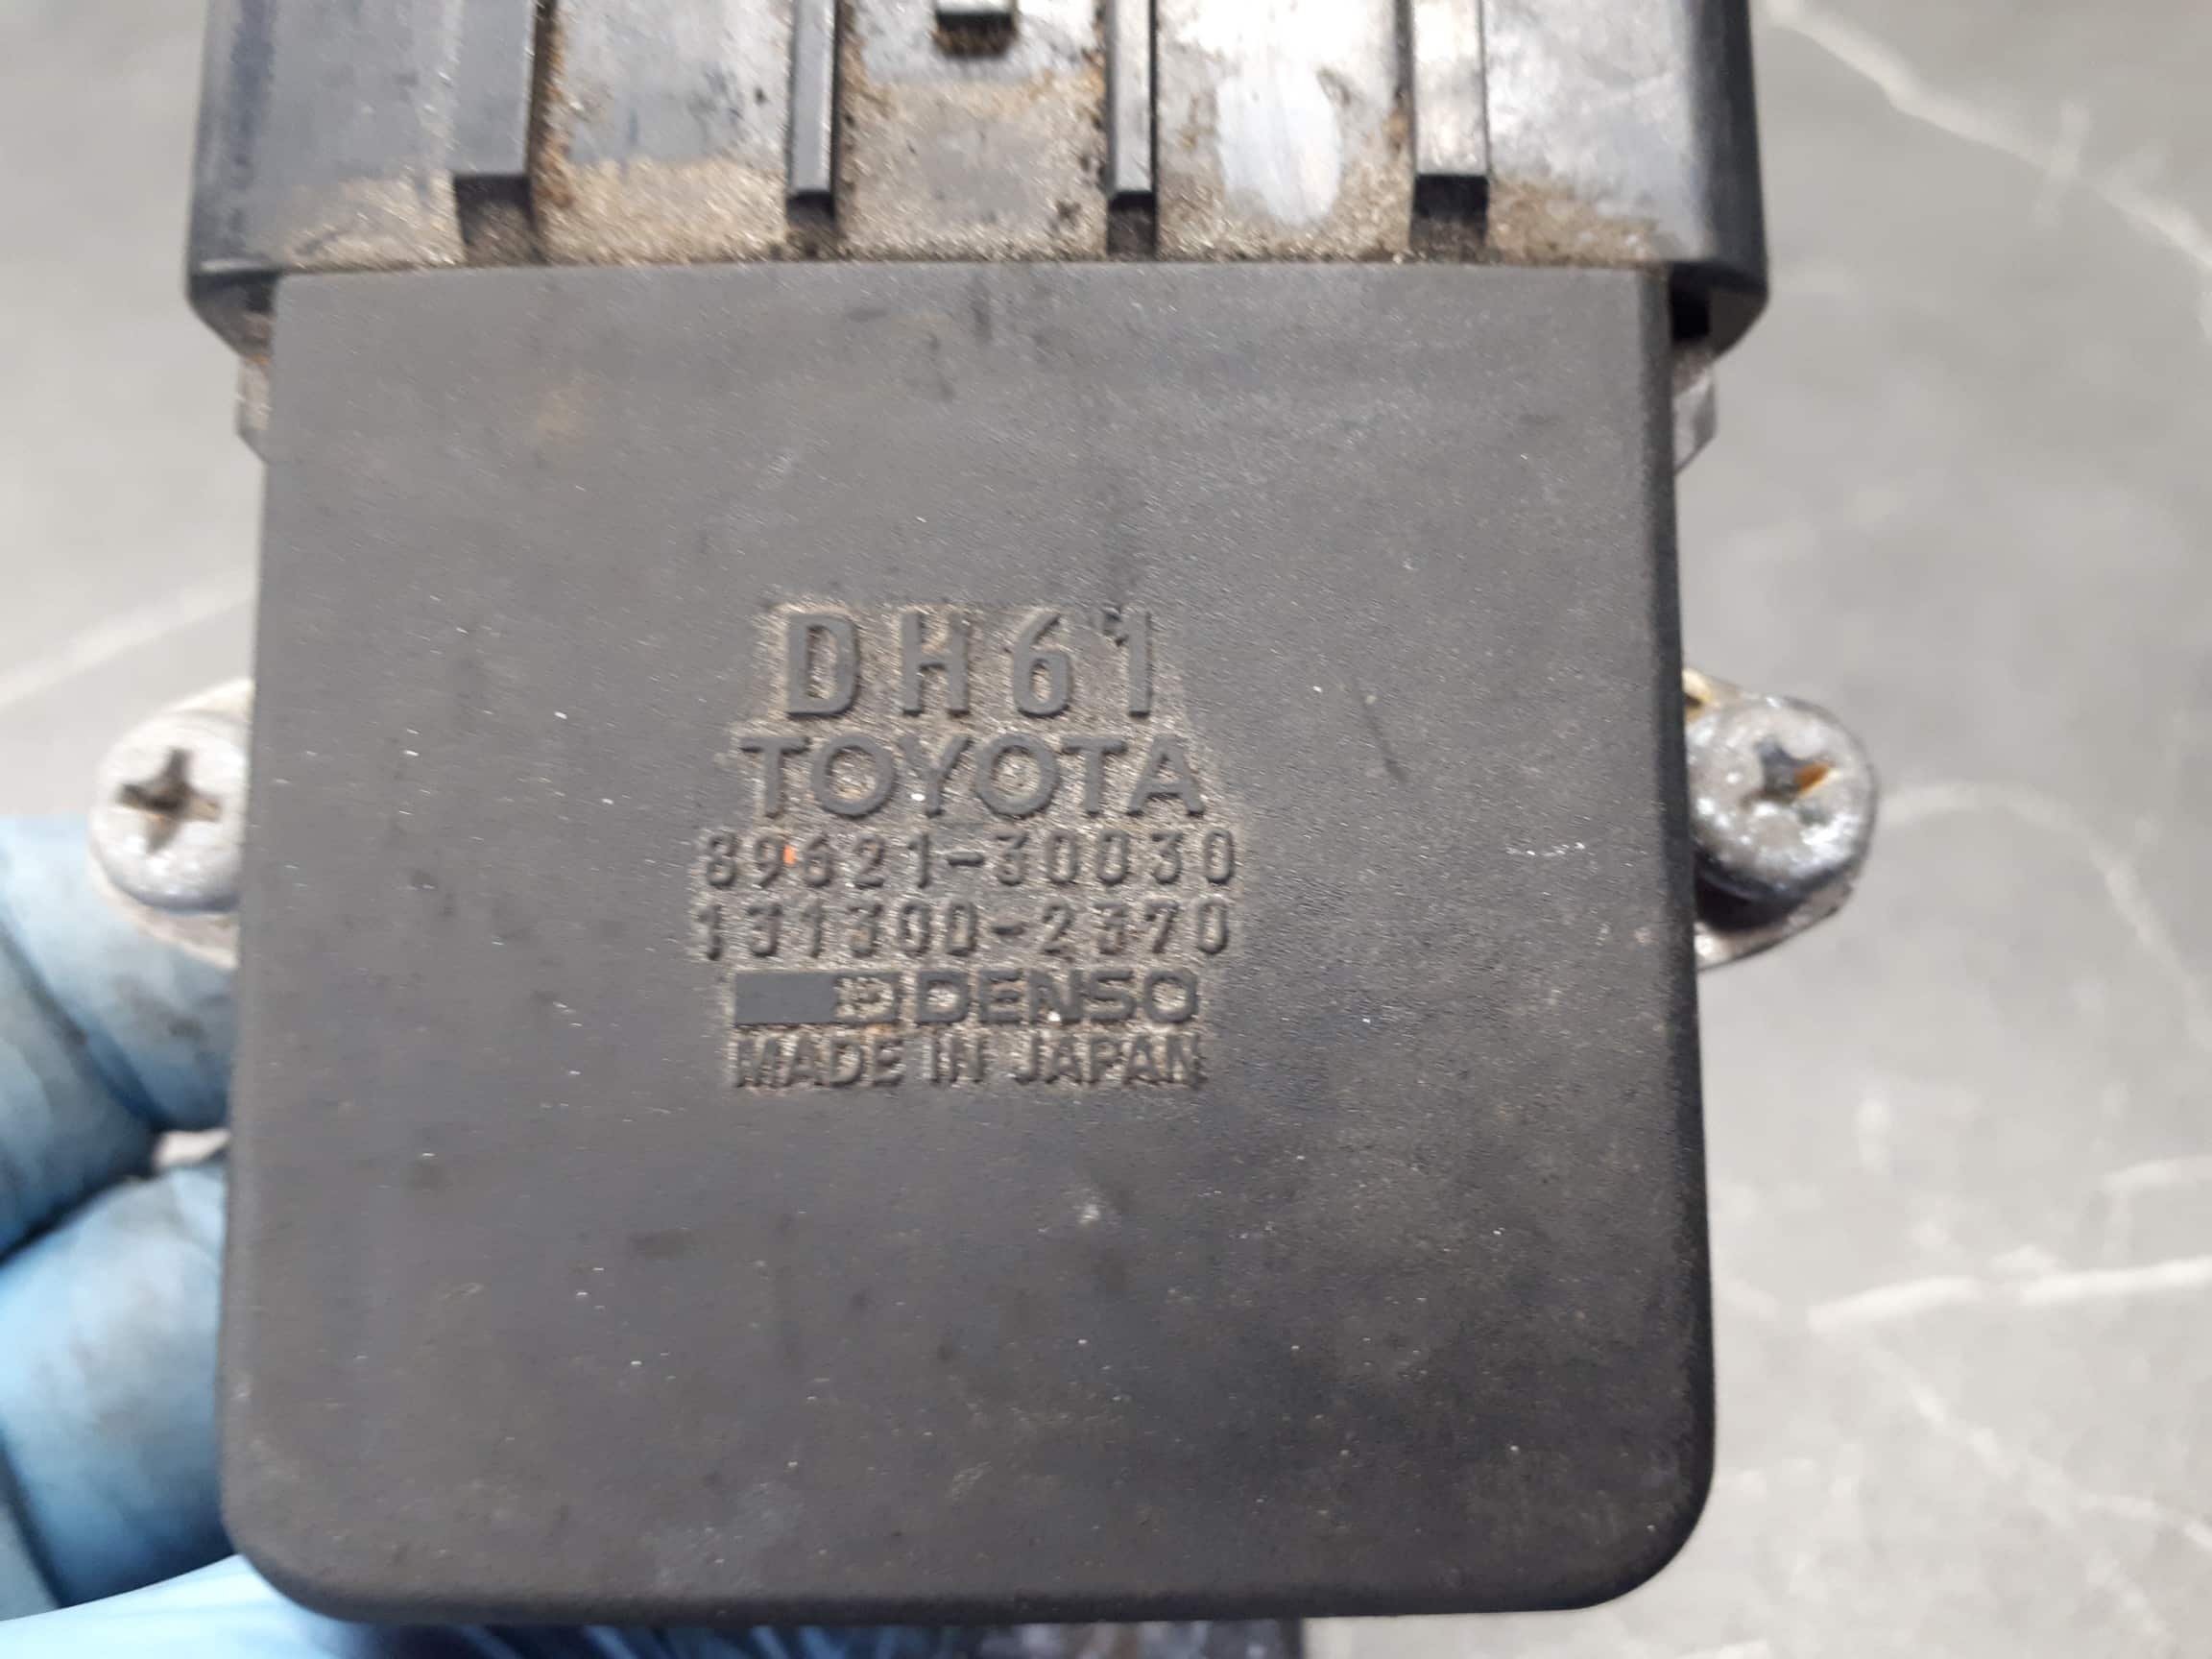 DH61
TOYOTA
89621-30030
131300-2370
DENSO
MADE IN JAPAN